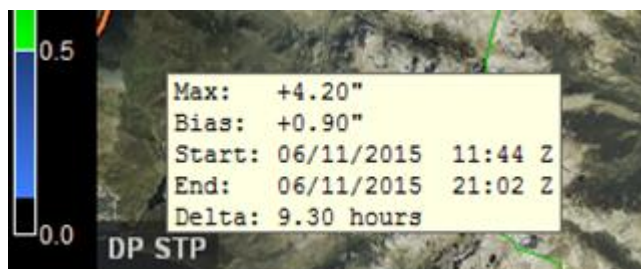 0.5
Max: +4.20"
Bias: +0.90"
Start: 06/11/2015 11:44 Z
End: 06/11/2015 21:02 Z
Delta: 9.30 hours
0.0
DP STP